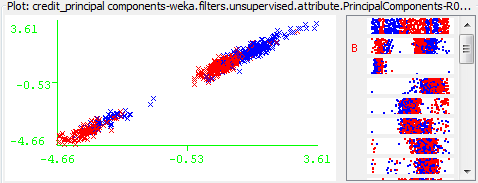 Plot: credit_principal components-weka.filters.unsupervised.attribute.PrincipalComponents-R0...
3.61
B
-0.53
-4.66
-4.66 -0.53 3.61